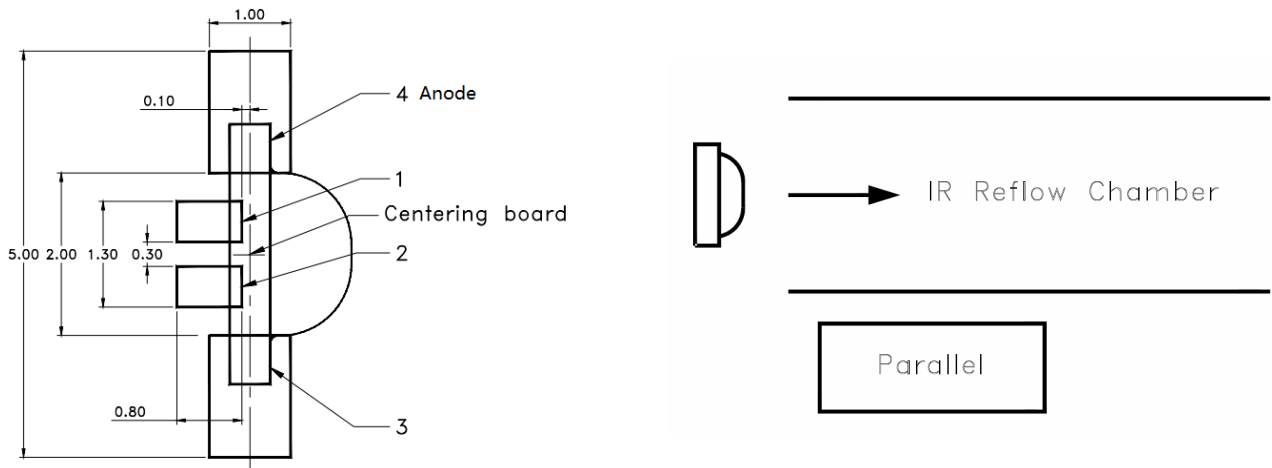 1.00
0.10
4 Anode
1
Centering board
5.00 2.00 1.30 0.30
2
0.80
3
IR Reflow Chamber
Parallel